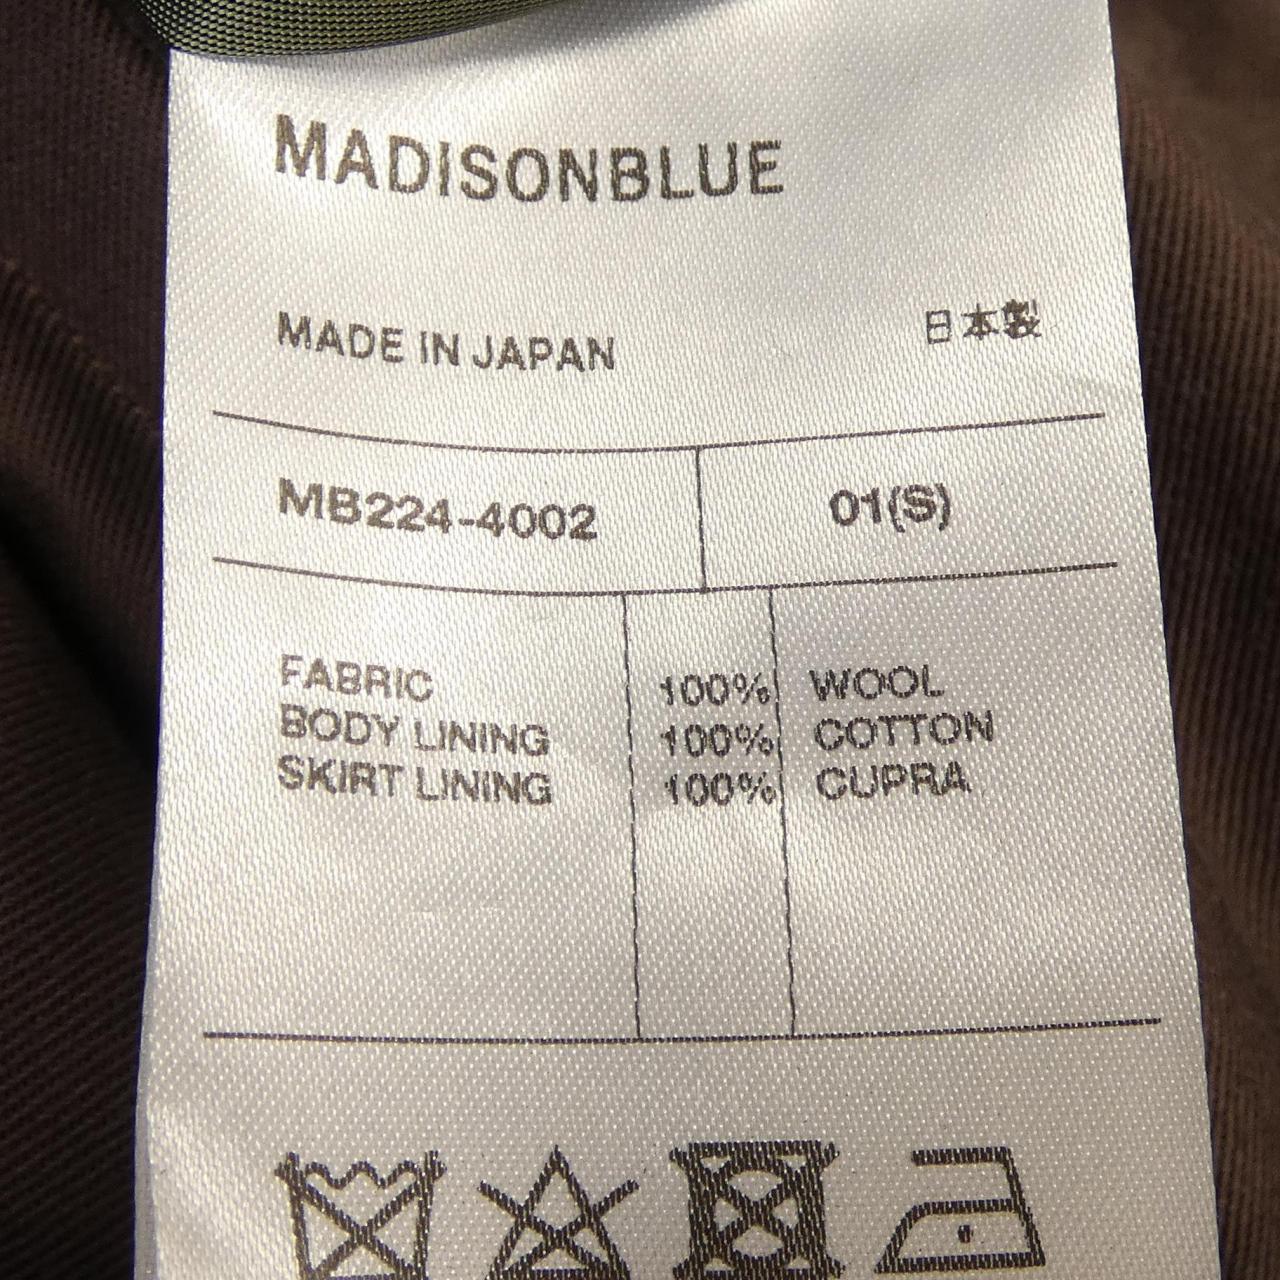 MADISONBLUE
MADE IN JAPAN 日本製
MB224-4002 01(S)
FABRIC 100% WOOL
BODY LINING 100% COTTON
SKIRT LINING 100% CUPRA